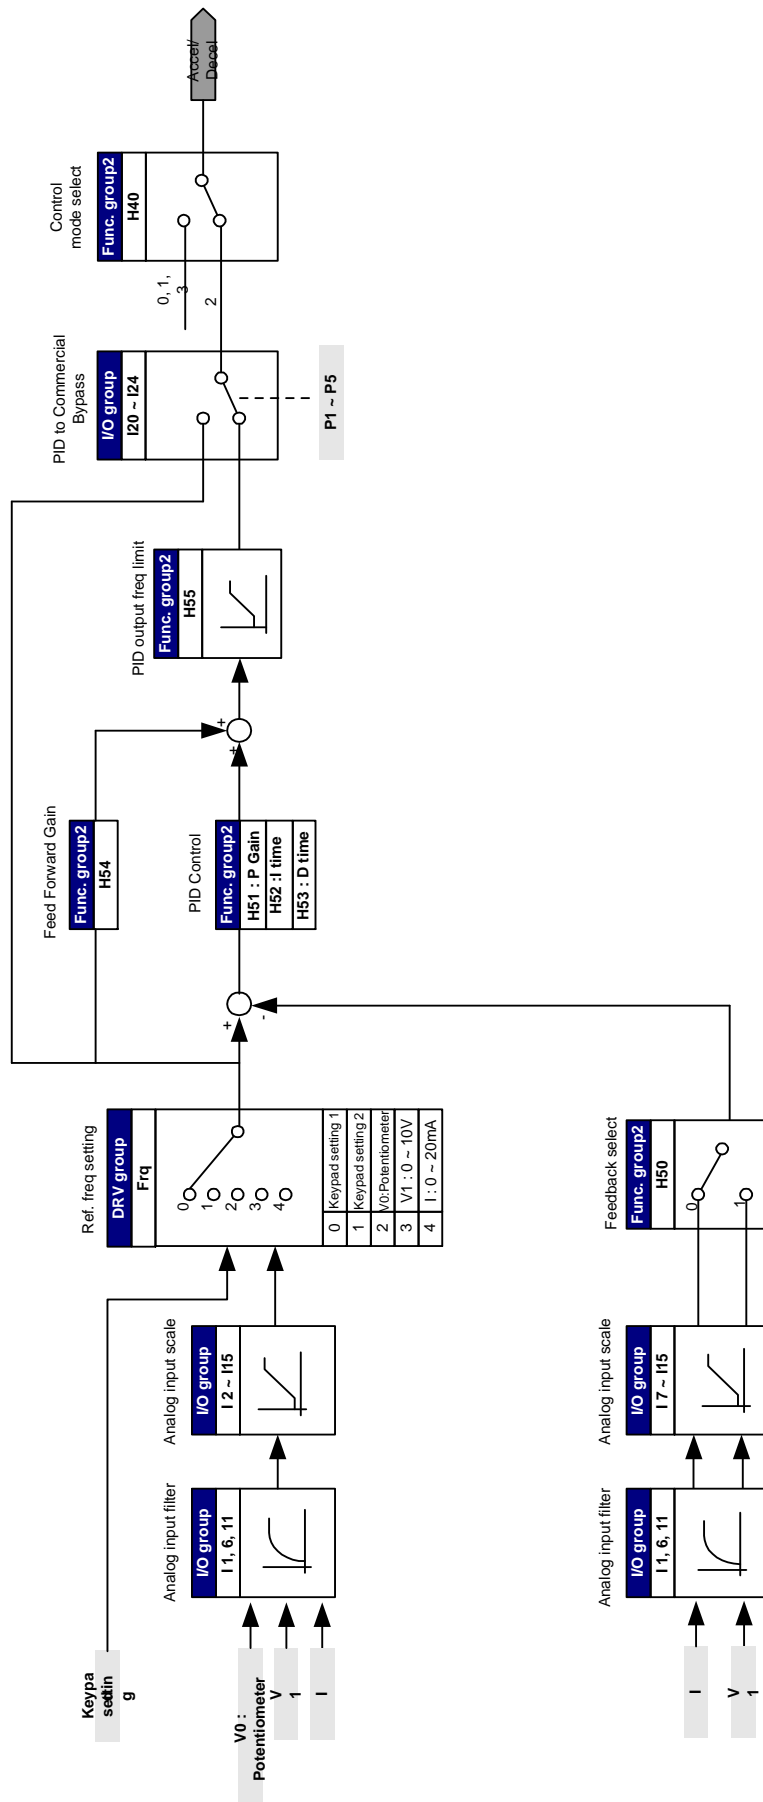 Keypa
settin
g
V0 :
Potentiometer
V
1
I
Analog input filter
I/O group
I 1, 6, 11
Analog input scale
I/O group
I 2 ~ I15
Ref. freq setting
DRV group
Frq
0
1
2
3
4
0 Keypad setting 1
1 Keypad setting 2
2 V0:Potentiometer
3 V1 : 0 ~ 10V
4 I : 0 ~ 20mA
+
-
Feed Forward Gain
Func. group2
H54
PID Control
Func. group2
H51 : P Gain
H52 :I time
H53 : D time
+
+
PID output freq limit
Func. group2
H55
PID to Commercial
Bypass
I/O group
I20 ~ I24
P1 ~ P5
0, 1,
3
2
Control
mode select
Func. group2
H40
Accel/
Decel
I
V
1
Analog input filter
I/O group
I 1, 6, 11
Analog input scale
I/O group
I 7 ~ I15
Feedback select
Func. group2
H50
0
1